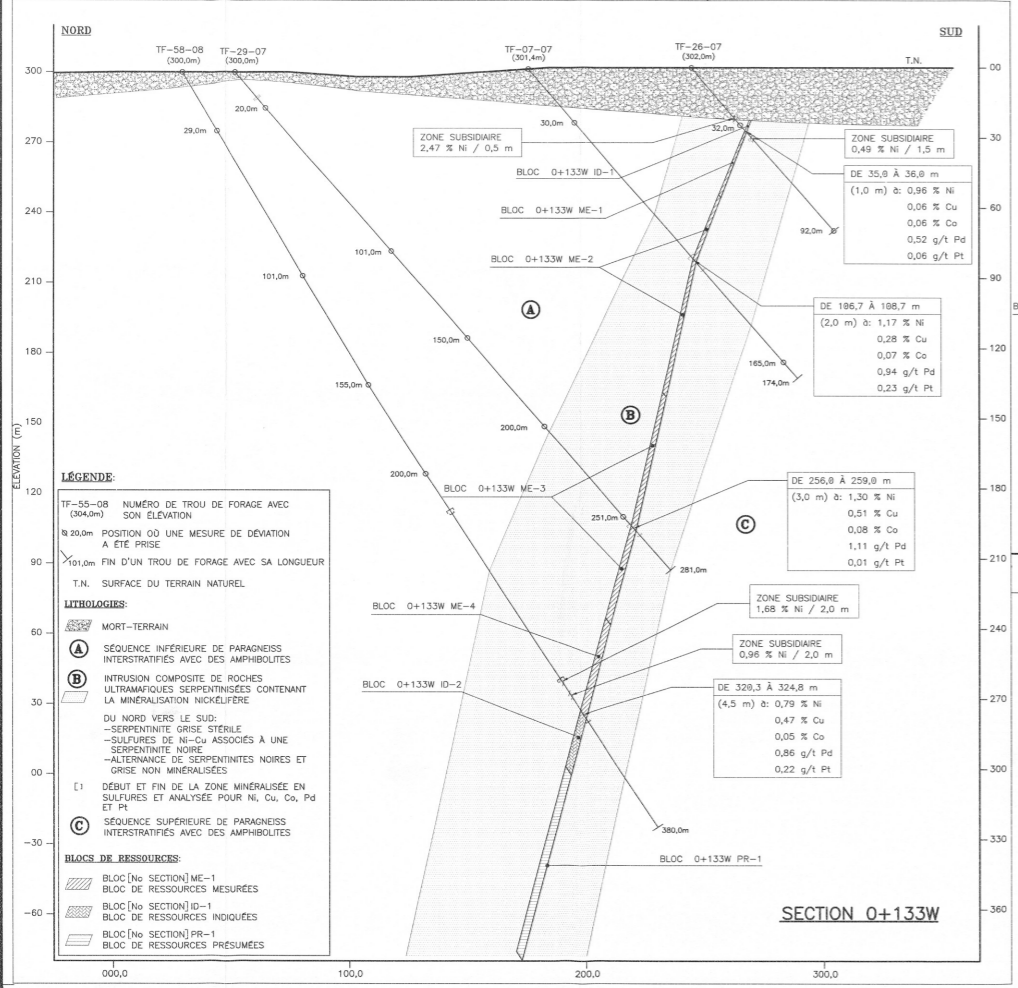 NORD
SUD
TF-58-08
(300,0m)
TF-29-07
(300,0m)
TF-07-07
(301,4m)
TF-26-07
(302,0m)
T.N.
ÉLÉVATION (m)
300
270
240
210
180
150
120
90
60
30
00
-30
-60
00
30
60
90
120
150
180
210
240
270
300
330
360
B
29,0m
101,0m
155,0m
200,0m
380,0m
20,0m
101,0m
150,0m
200,0m
251,0m
281,0m
30,0m
165,0m
174,0m
32,0m
92,0m
ZONE SUBSIDIAIRE
2,47 % Ni / 0,5 m
ZONE SUBSIDIAIRE
0,49 % Ni / 1,5 m
DE 35,0 À 36,0 m
(1,0 m) à: 0,96 % Ni
0,06 % Cu
0,06 % Co
0,52 g/t Pd
0,06 g/t Pt
BLOC 0+133W ID-1
BLOC 0+133W ME-1
BLOC 0+133W ME-2
A
DE 106,7 À 108,7 m
(2,0 m) à: 1,17 % Ni
0,28 % Cu
0,07 % Co
0,94 g/t Pd
0,23 g/t Pt
B
BLOC 0+133W ME-3
C
DE 256,0 À 259,0 m
(3,0 m) à: 1,30 % Ni
0,51 % Cu
0,08 % Co
1,11 g/t Pd
0,01 g/t Pt
BLOC 0+133W ME-4
ZONE SUBSIDIAIRE
1,68 % Ni / 2,0 m
ZONE SUBSIDIAIRE
0,96 % Ni / 2,0 m
BLOC 0+133W ID-2
DE 320,3 À 324,8 m
(4,5 m) à: 0,79 % Ni
0,47 % Cu
0,05 % Co
0,86 g/t Pd
0,22 g/t Pt
BLOC 0+133W PR-1
SECTION 0+133W
LÉGENDE:
TF-55-08 NUMÉRO DE TROU DE FORAGE AVEC
(304,0m) SON ÉLÉVATION
20,0m POSITION OÙ UNE MESURE DE DÉVIATION
A ÉTÉ PRISE
101,0m FIN D'UN TROU DE FORAGE AVEC SA LONGUEUR
T.N. SURFACE DU TERRAIN NATUREL
LITHOLOGIES:
MORT-TERRAIN
A SÉQUENCE INFÉRIEURE DE PARAGNEISS
INTERSTRATIFIÉS AVEC DES AMPHIBOLITES
B INTRUSION COMPOSITE DE ROCHES
ULTRAMAFIQUES SERPENTINISÉES CONTENANT
LA MINÉRALISATION NICKÉLIFÈRE
DU NORD VERS LE SUD:
-SERPENTINITE GRISE STÉRILE
-SULFURES DE Ni-Cu ASSOCIÉS À UNE
SERPENTINITE NOIRE
-ALTERNANCE DE SERPENTINITES NOIRES ET
GRISE NON MINÉRALISÉES
[ ] DÉBUT ET FIN DE LA ZONE MINÉRALISÉE EN
SULFURES ET ANALYSÉE POUR Ni, Cu, Co, Pd
ET Pt
C SÉQUENCE SUPÉRIEURE DE PARAGNEISS
INTERSTRATIFIÉS AVEC DES AMPHIBOLITES
BLOCS DE RESSOURCES:
BLOC [No SECTION] ME-1
BLOC DE RESSOURCES MESURÉES
BLOC [No SECTION] ID-1
BLOC DE RESSOURCES INDIQUÉES
BLOC [No SECTION] PR-1
BLOC DE RESSOURCES PRÉSUMÉES
000,0
100,0
200,0
300,0